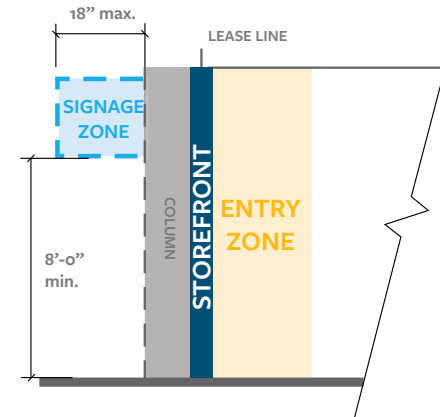 18” max.
LEASE LINE
SIGNAGE
ZONE
COLUMN
STOREFRONT
ENTRY
ZONE
8’-0”
min.